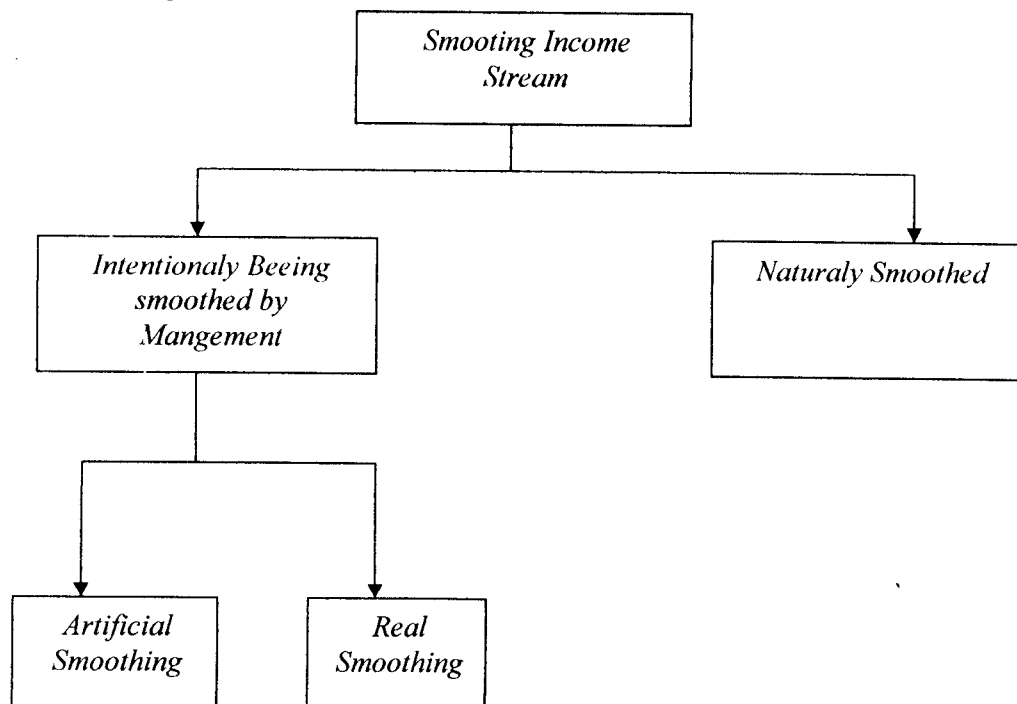 Smooting Income
Stream
Intentionaly Beeing
smoothed by
Mangement
Naturaly Smoothed
Artificial
Smoothing
Real
Smoothing